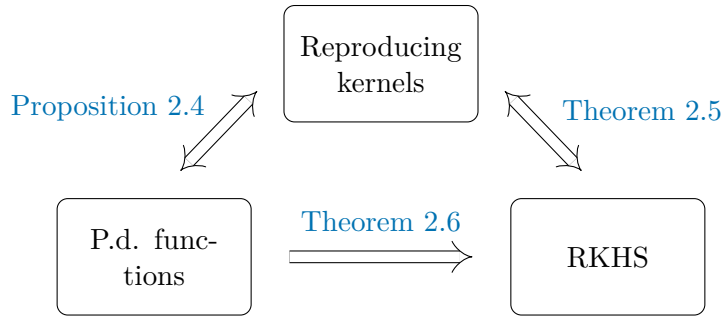 Reproducing
kernels
Proposition 2.4
Theorem 2.5
Theorem 2.6
P.d. func-
tions
RKHS